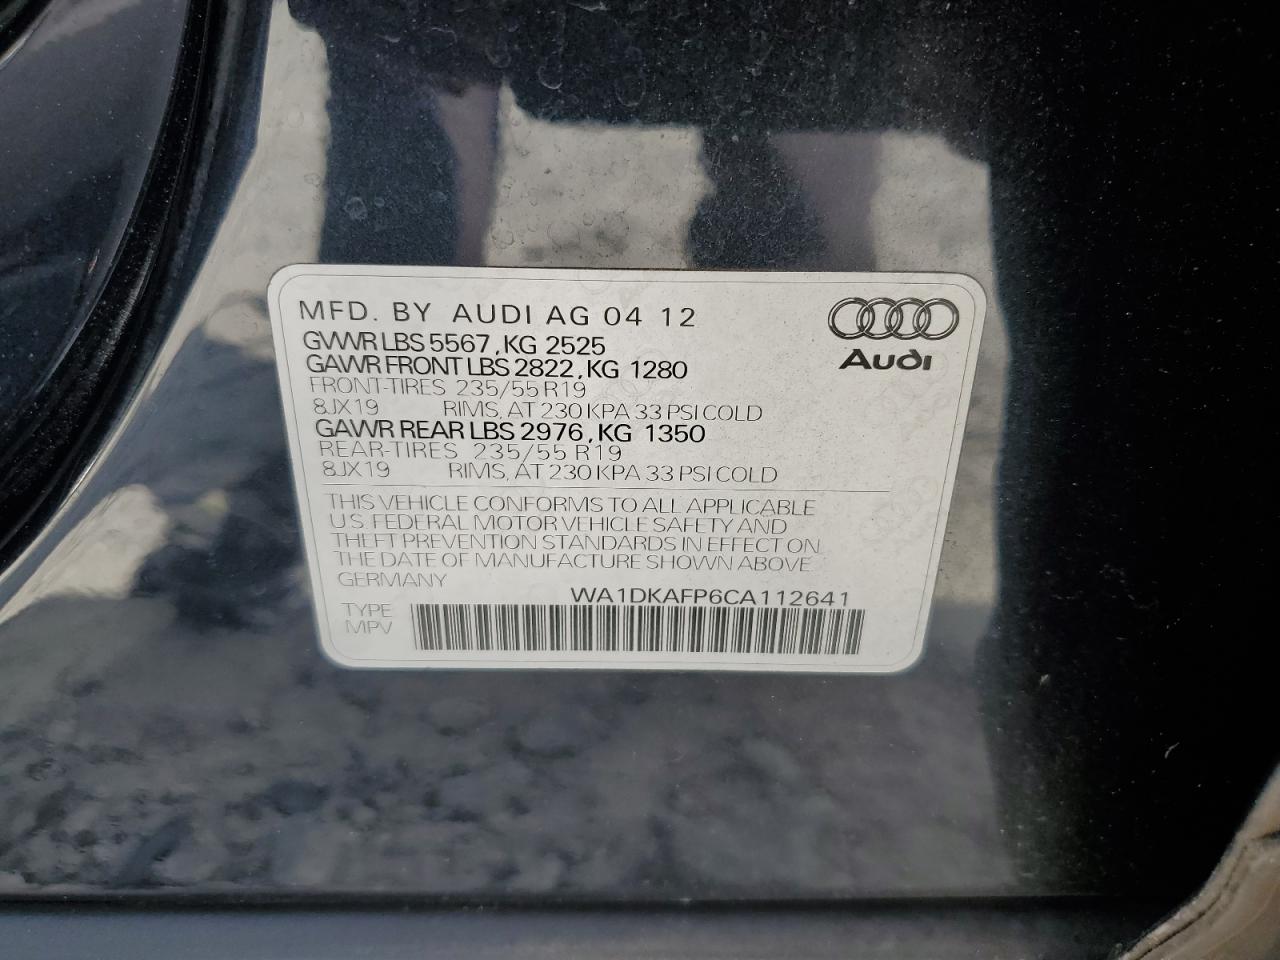 MFD. BY AUDI AG 04 12
Audi
GVWR LBS 5567, KG 2525
GAWR FRONT LBS 2822, KG 1280
FRONT-TIRES 235/55 R19
8JX19 RIMS, AT 230 KPA 33 PSI COLD
GAWR REAR LBS 2976, KG 1350
REAR-TIRES 235/55 R19
8JX19 RIMS, AT 230 KPA 33 PSI COLD
THIS VEHICLE CONFORMS TO ALL APPLICABLE
U.S. FEDERAL MOTOR VEHICLE SAFETY AND
THEFT PREVENTION STANDARDS IN EFFECT ON
THE DATE OF MANUFACTURE SHOWN ABOVE
GERMANY WA1DKAFP6CA112641
TYPE
MPV